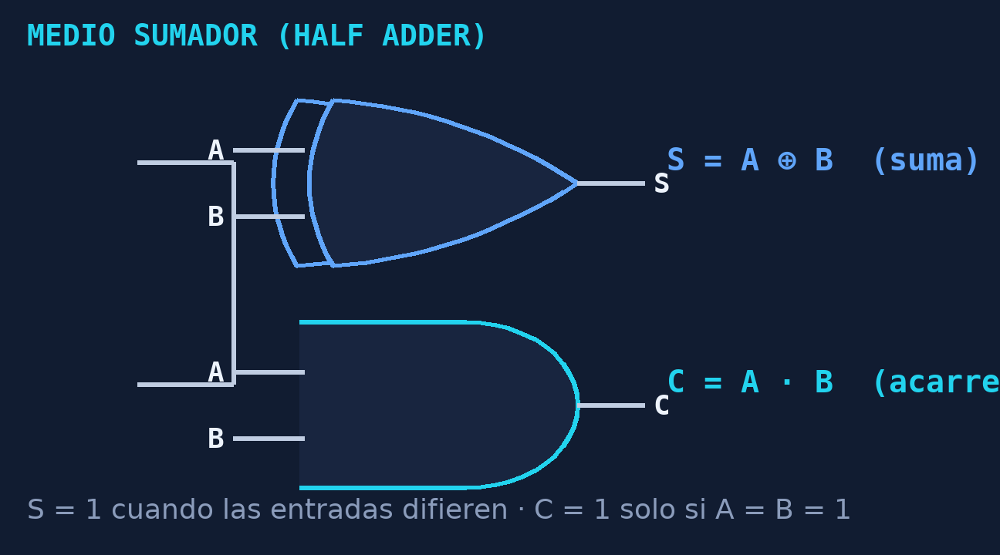 MEDIO SUMADOR (HALF ADDER)
A
B
S
S = A ⊕ B (suma)
A
B
C
C = A · B (acarre
S = 1 cuando las entradas difieren · C = 1 solo si A = B = 1